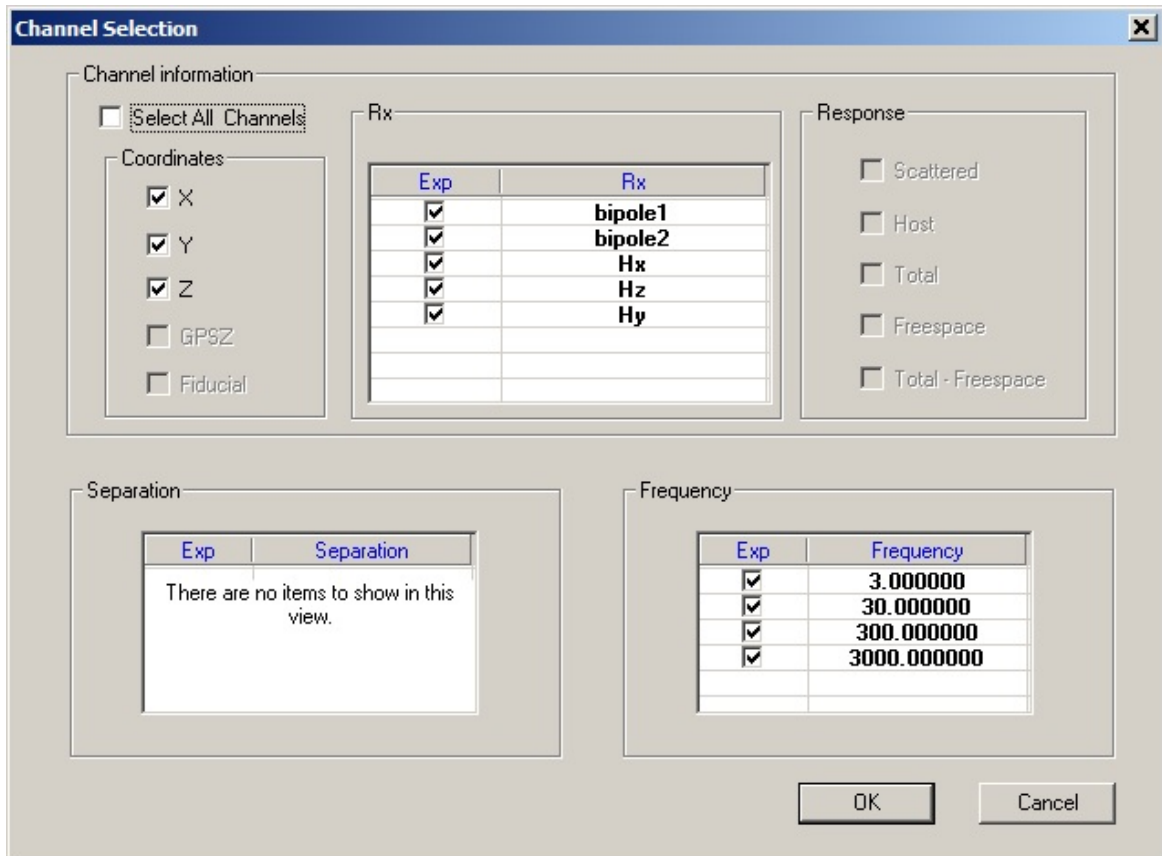 Channel Selection
Channel information
Select All  Channels
Coordinates
X
Y
Z
GPSZ
Fiducial
Rx
Exp Rx
bipole1
bipole2
Hx
Hz
Hy
Response
Scattered
Host
Total
Freespace
Total - Freespace
Separation
Exp Separation
There are no items to show in this
view.
Frequency
Exp Frequency
3.000000
30.000000
300.000000
3000.000000
OK
Cancel